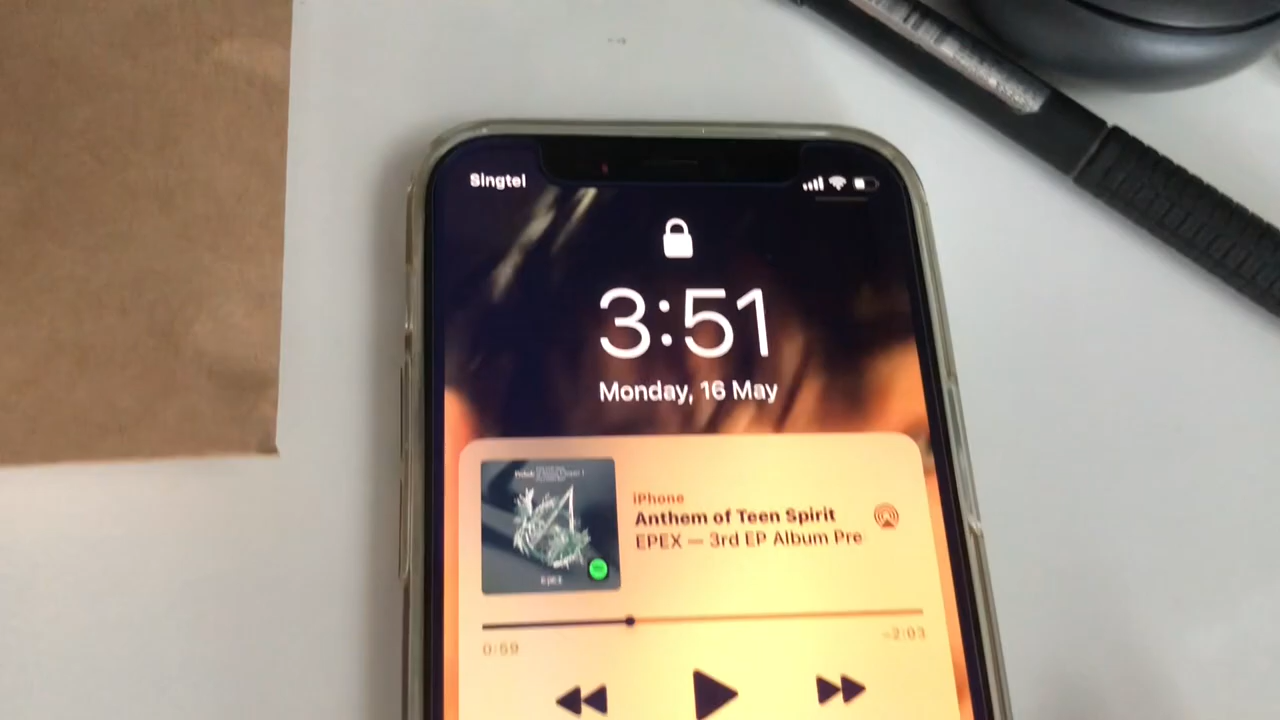 Singtel
3:51
Monday, 16 May
iPhone
Anthem of Teen Spirit
EPEX — 3rd EP Album Pre
0:59
-2:03